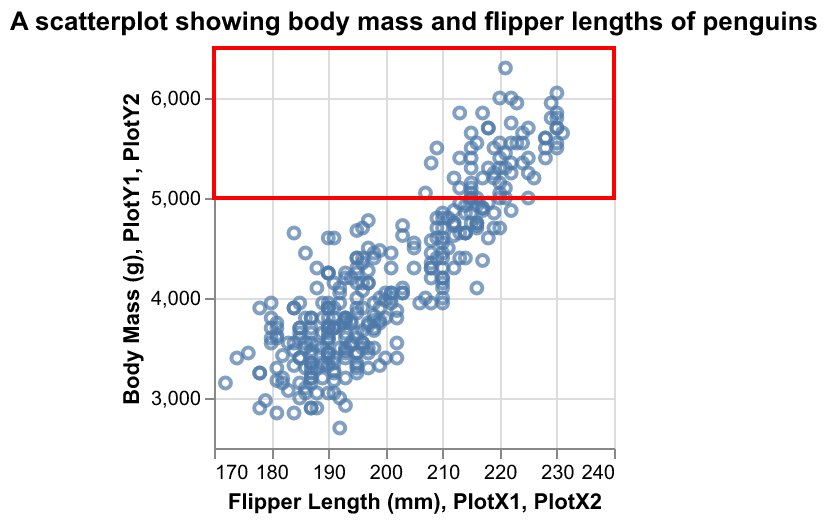 A scatterplot showing body mass and flipper lengths of penguins
Body Mass (g), PlotY1, PlotY2
6,000
5,000
4,000
3,000
170 180 190 200 210 220 230 240
Flipper Length (mm), PlotX1, PlotX2